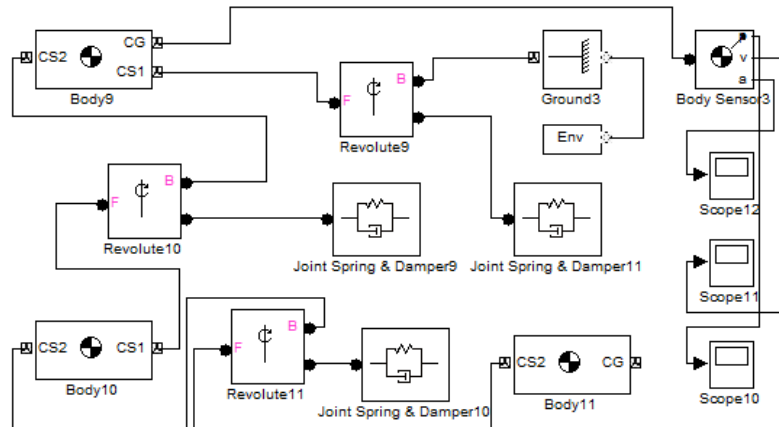 CS2 CG CS1
Body9
F B
Revolute9
Ground3
Env
p v a
Body Sensor3
Scope12
F B
Revolute10
Joint Spring & Damper9
Joint Spring & Damper11
Scope11
CS2 CS1
Body10
F B
Revolute11
Joint Spring & Damper10
CS2 CG
Body11
Scope10